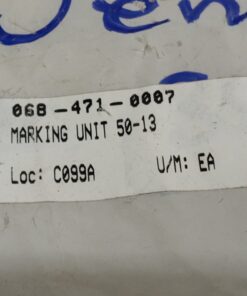 068-471-0007
MARKING UNIT 50-13
Loc: C099A U/M: EA